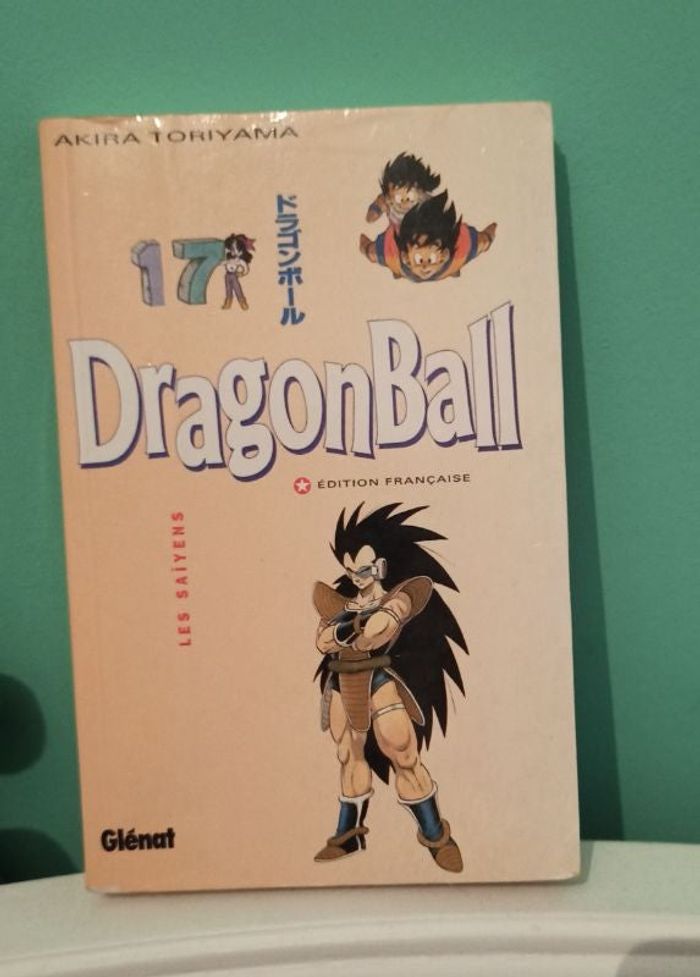 AKIRA TORIYAMA
17
ドラゴンボール
DragonBall
ÉDITION FRANÇAISE
LES SAÏYENS
Glénat